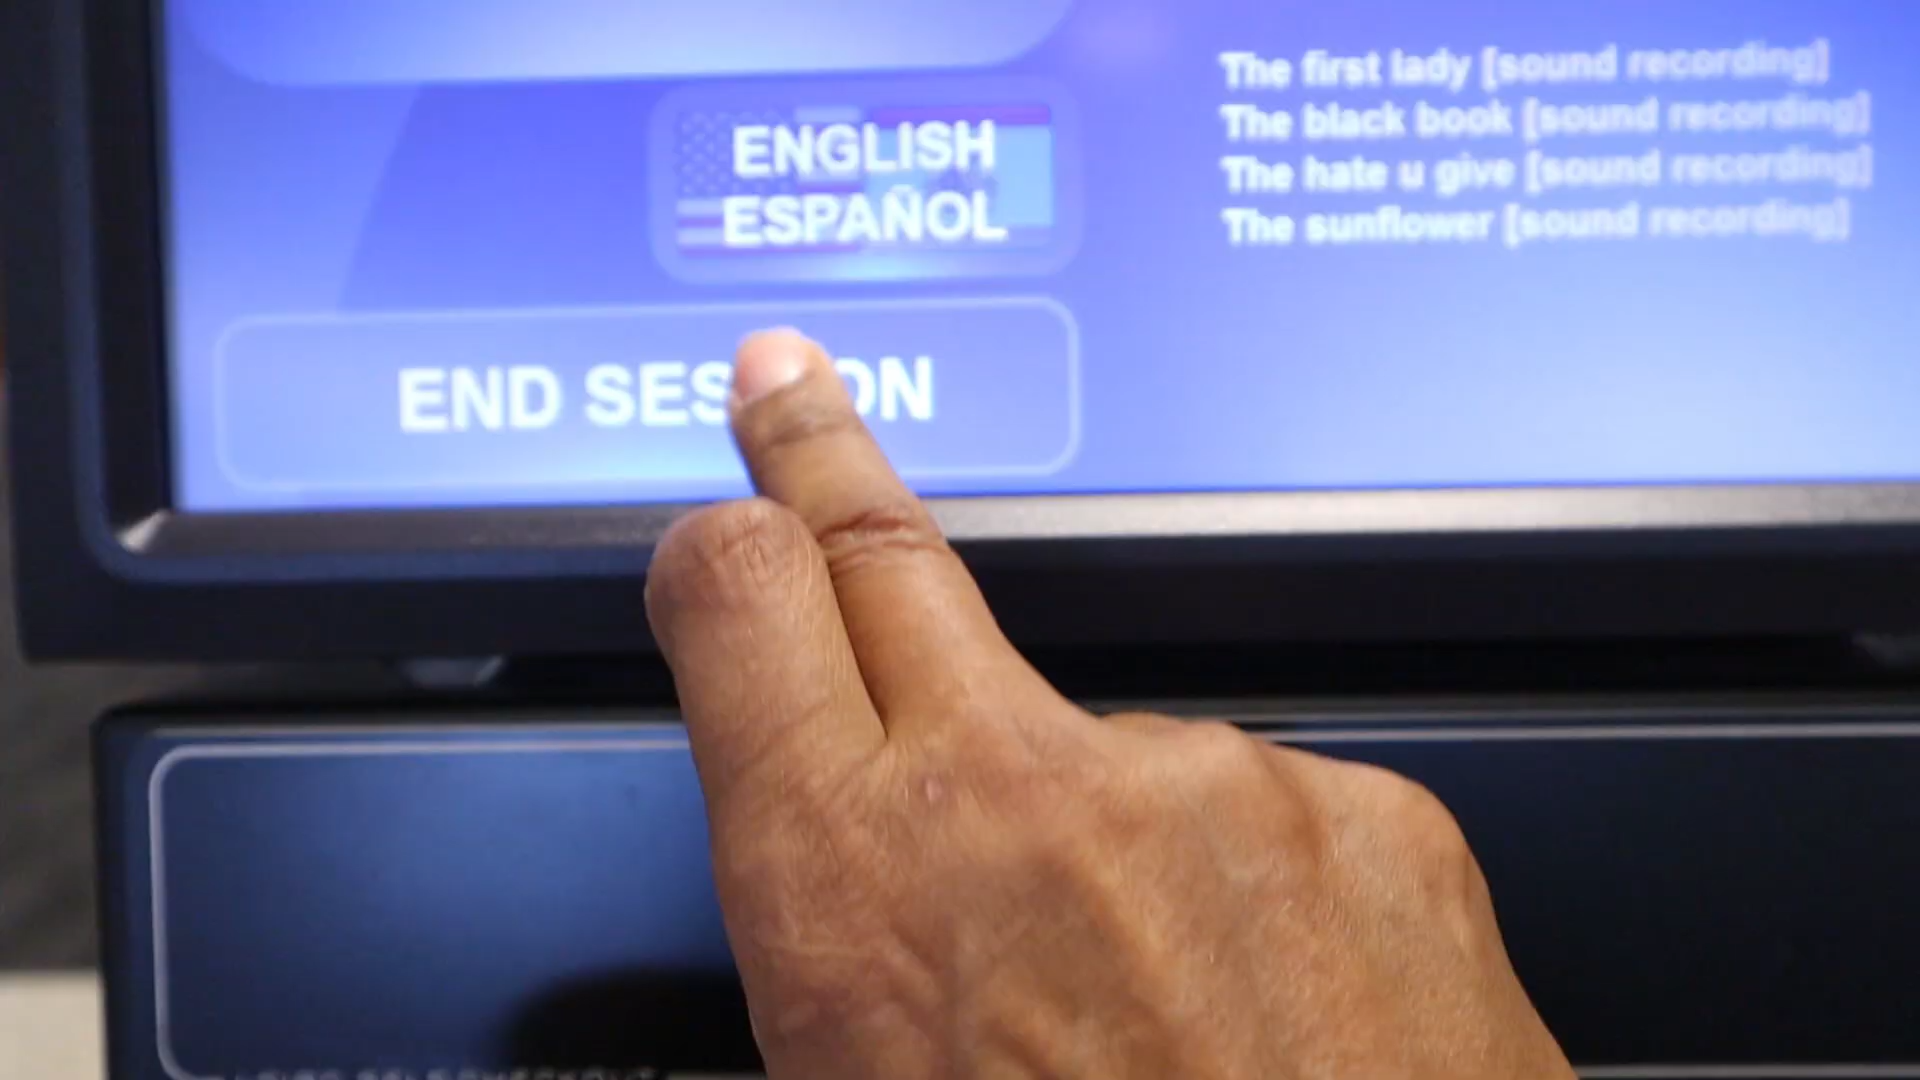 The first lady [sound recording]
The black book [sound recording]
The hate u give [sound recording]
The sunflower [sound recording]
ENGLISH
ESPAÑOL
END SES ON